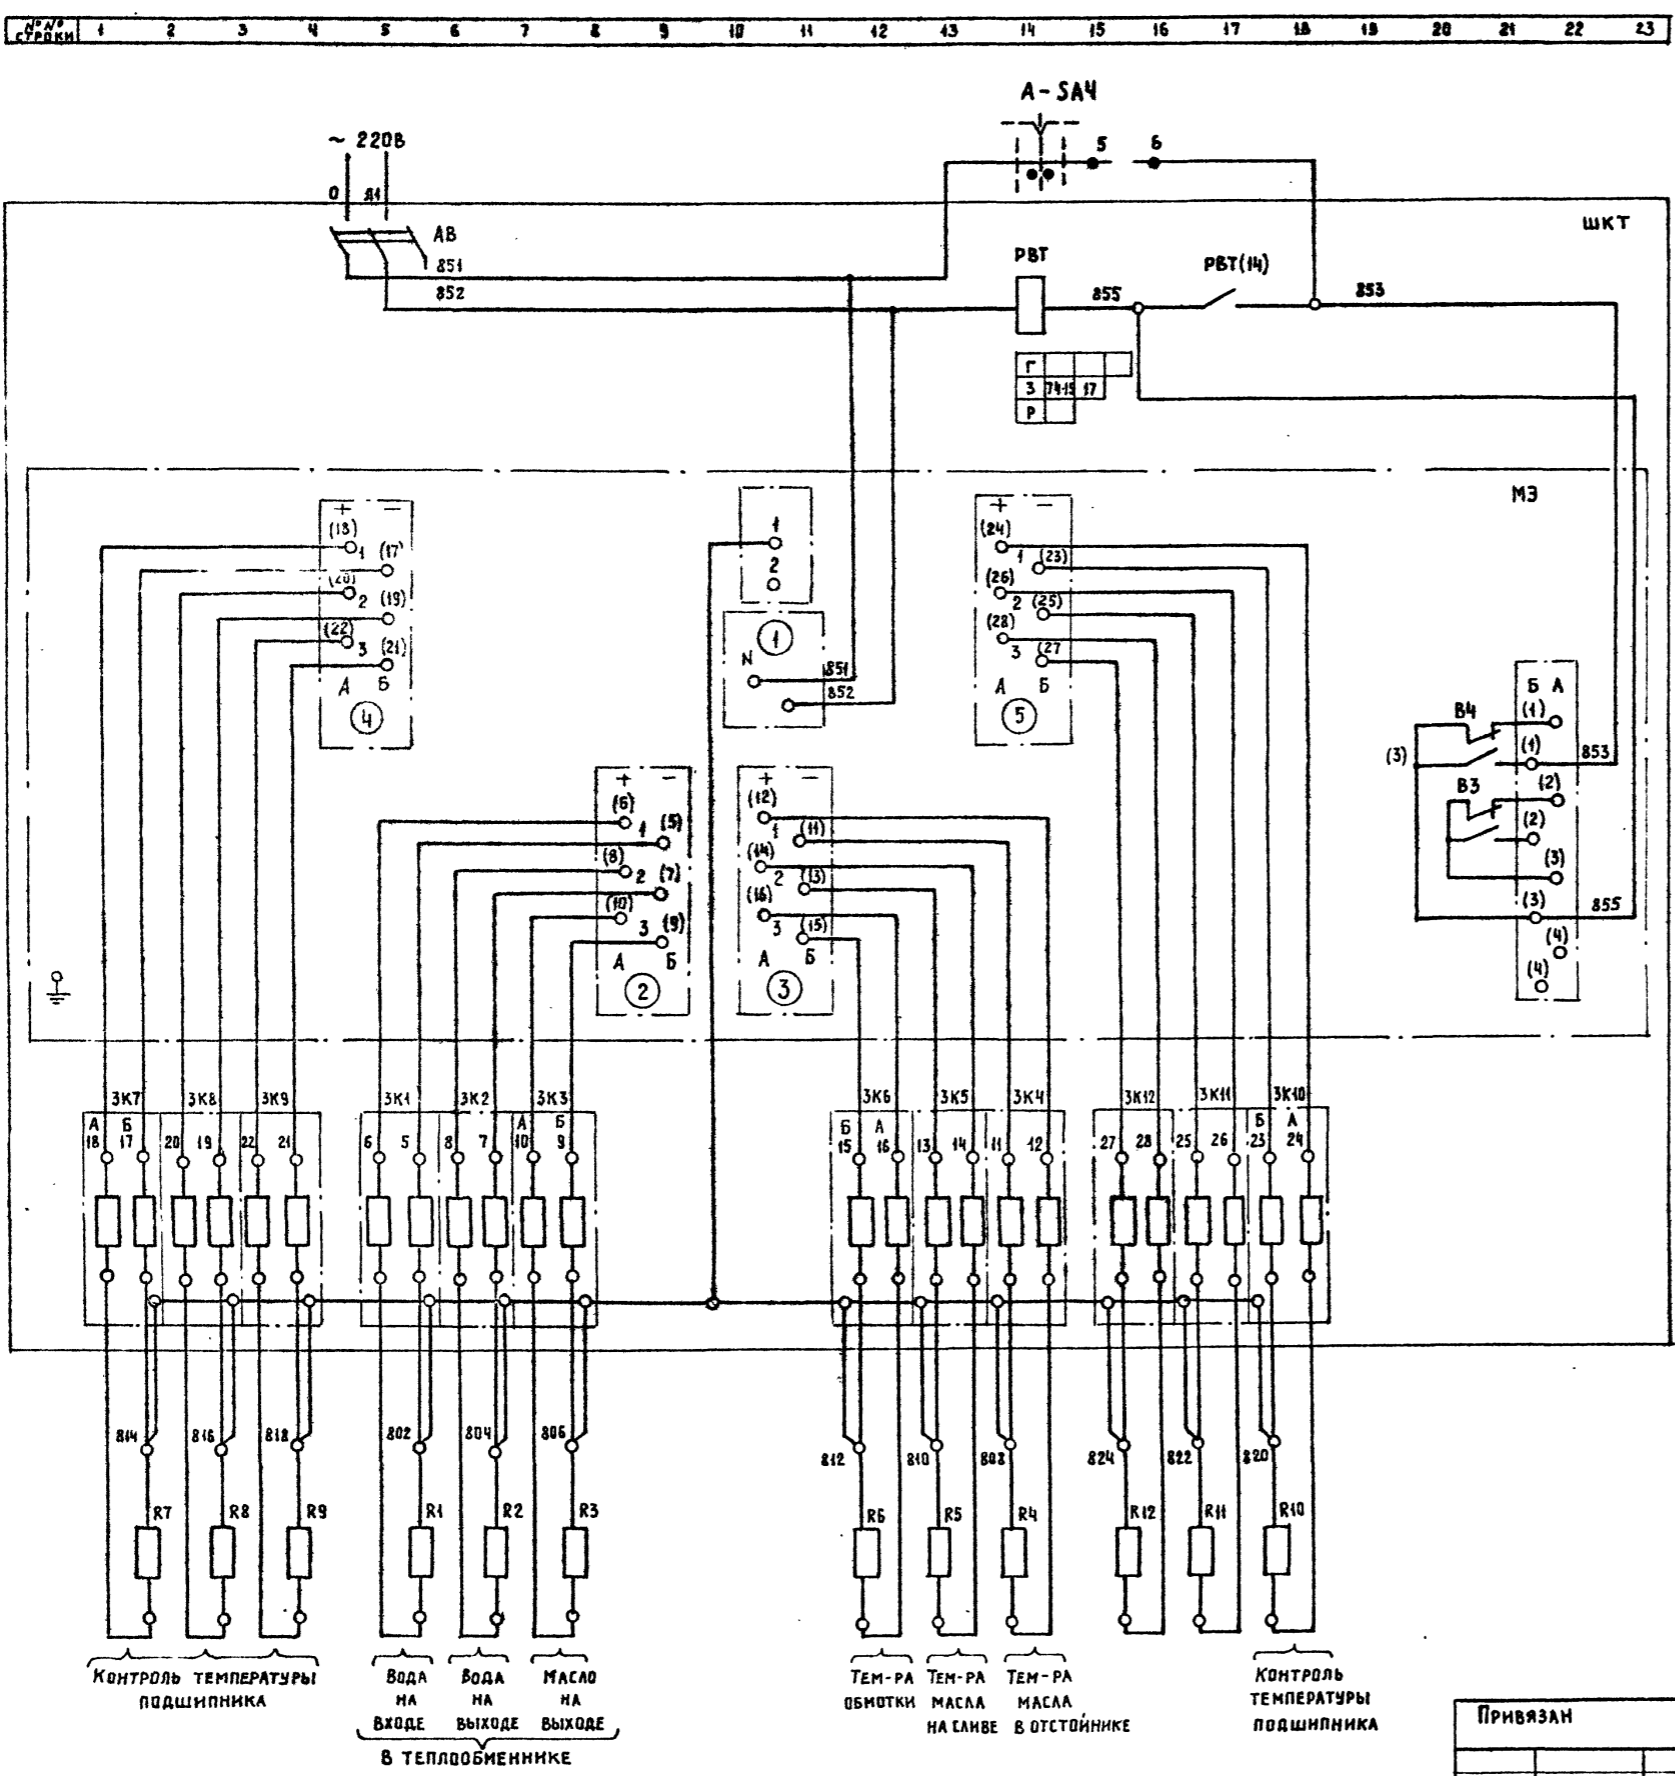 №№ СТРОКИ 1 2 3 4 5 6 7 8 9 10 11 12 13 14 15 16 17 18 19 20 21 22 23
А-SA4
~ 220В
5 6
0 Л1
ШКТ
АВ
851
852
РВТ
РВТ(14)
855
853
Г
З 17
Р
МЭ
+ −
(18)
1 (17)
(20)
2 (19)
(22)
3 (21)
А Б
4
1
2
1
N
851
852
+ −
(24)
1 (23)
(26)
2 (25)
(28)
3 (27
А Б
5
Б А
В4 (1)
(3) (1) 853
В3 (2)
(2)
(3)
(3) 855
(4)
(4)
+ −
(6)
1 (5)
(8)
2 (7)
(10)
3 (9)
А Б
2
+ −
(12)
1 (11)
(14)
2 (13)
(16)
3 (15)
А Б
3
3К7 3К8 3К9 3К1 3К2 3К3 3К6 3К5 3К4 3К12 3К11 3К10
А Б А Б Б А Б А
18 17 20 19 22 21 6 5 8 7 10 9 15 16 13 14 11 12 27 28 25 26 23 24
814 816 818 802 804 806 812 810 808 824 822 820
R7 R8 R9 R1 R2 R3 R6 R5 R4 R12 R11 R10
КОНТРОЛЬ ТЕМПЕРАТУРЫ
ПОДШИПНИКА
ВОДА
НА
ВХОДЕ
ВОДА
НА
ВЫХОДЕ
МАСЛО
НА
ВЫХОДЕ
В ТЕПЛООБМЕННИКЕ
ТЕМ-РА
ОБМОТКИ
ТЕМ-РА
МАСЛА
НА СЛИВЕ
ТЕМ-РА
МАСЛА
В ОТСТОЙНИКЕ
КОНТРОЛЬ
ТЕМПЕРАТУРЫ
ПОДШИПНИКА
ПРИВЯЗАН